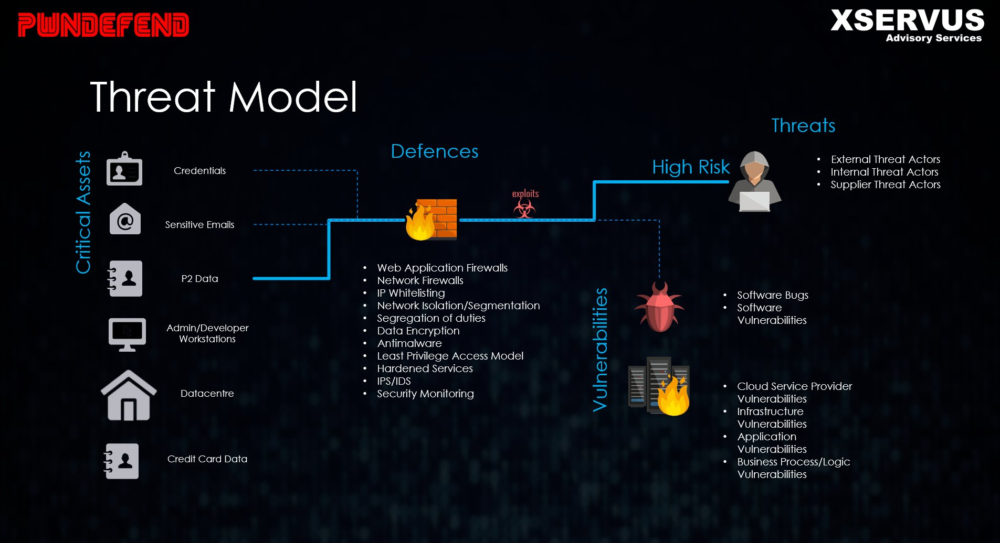 PWNDEFEND
XSERVUS
Advisory Services
Threat Model
Critical Assets
Credentials
Sensitive Emails
P2 Data
Admin/Developer
Workstations
Datacentre
Credit Card Data
Defences
• Web Application Firewalls
• Network Firewalls
• IP Whitelisting
• Network Isolation/Segmentation
• Segregation of duties
• Data Encryption
• Antimalware
• Least Privilege Access Model
• Hardened Services
• IPS/IDS
• Security Monitoring
exploits
High Risk
Threats
• External Threat Actors
• Internal Threat Actors
• Supplier Threat Actors
Vulnerabilities
• Software Bugs
• Software
Vulnerabilities
• Cloud Service Provider
Vulnerabilities
• Infrastructure
Vulnerabilities
• Application
Vulnerabilities
• Business Process/Logic
Vulnerabilities